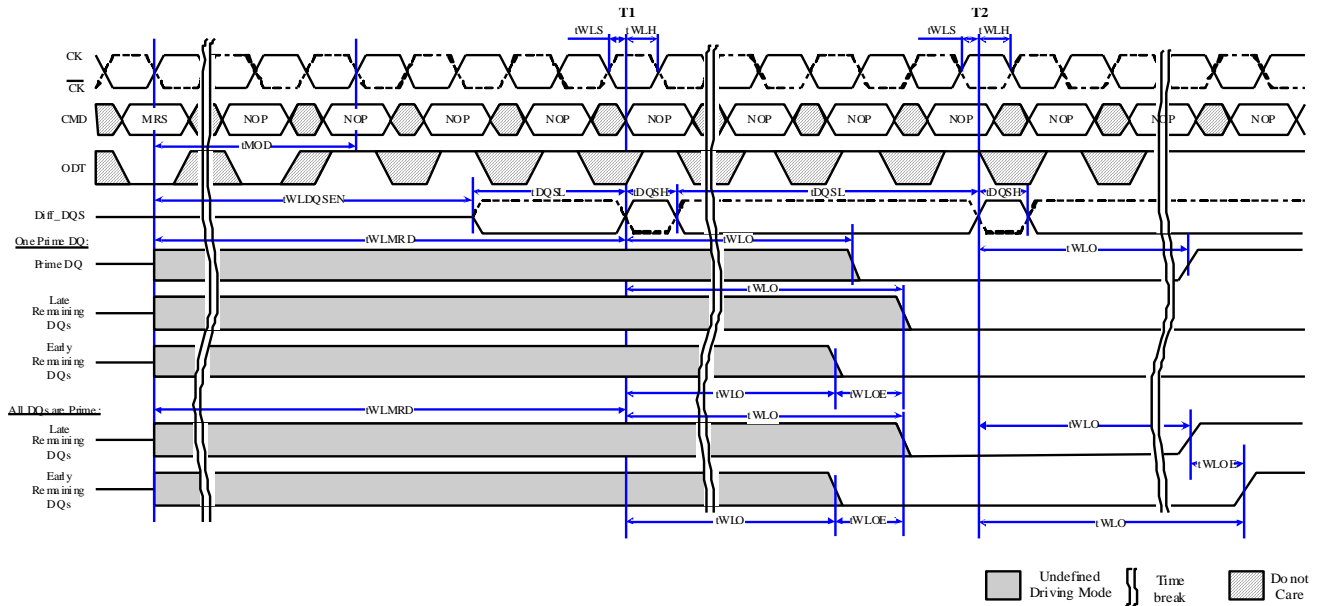 T1 T2
tWLS tWLH tWLS tWLH
CK
CK
CMD MRS NOP NOP NOP NOP NOP NOP NOP NOP NOP NOP NOP
tMOD
ODT
tDQSL tDQSH tDQSL tDQSH
tWLDQSEN
Diff_DQS
tWLMRD tWLO
One Prime DQ:
tWLO
Prime DQ
tWLO
Late
Remaining
DQs
Early
Remaining
DQs
tWLO tWLOE
All DQs are Prime:
tWLMRD tWLO
tWLO
Late
Remaining
DQs
tWLOE
Early
Remaining
DQs
tWLO tWLOE tWLO
Undefined
Driving Mode
Time
break
Do not
Care